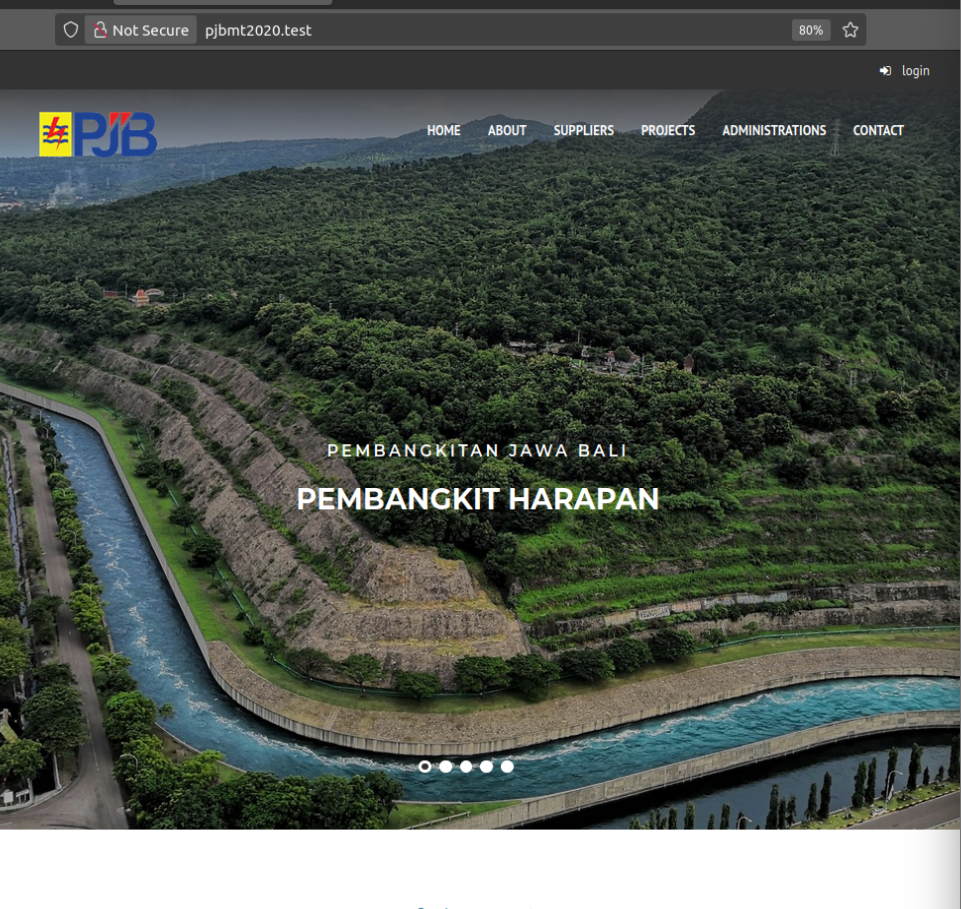 Not Secure pjbmt2020.test 80%
login
PJB
HOME ABOUT SUPPLIERS PROJECTS ADMINISTRATIONS CONTACT
PEMBANGKITAN JAWA BALI
PEMBANGKIT HARAPAN